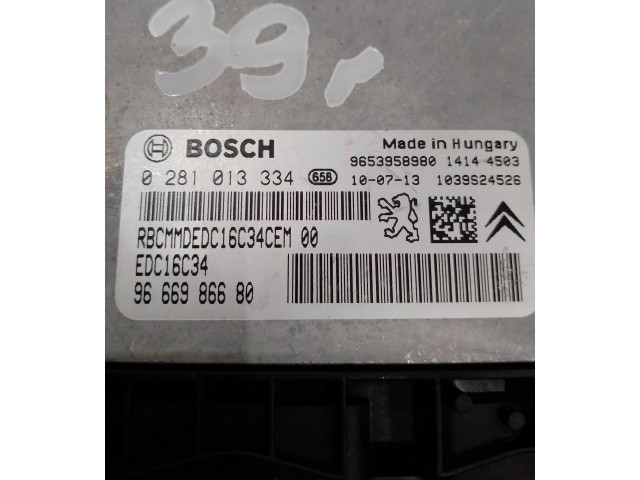 39r
BOSCH
Made in Hungary
9653958980 1414 4503
0 281 013 334 658 10-07-13 1039S24526
RBCMMDEDC16C34CEM 00
EDC16C34
96 669 866 80